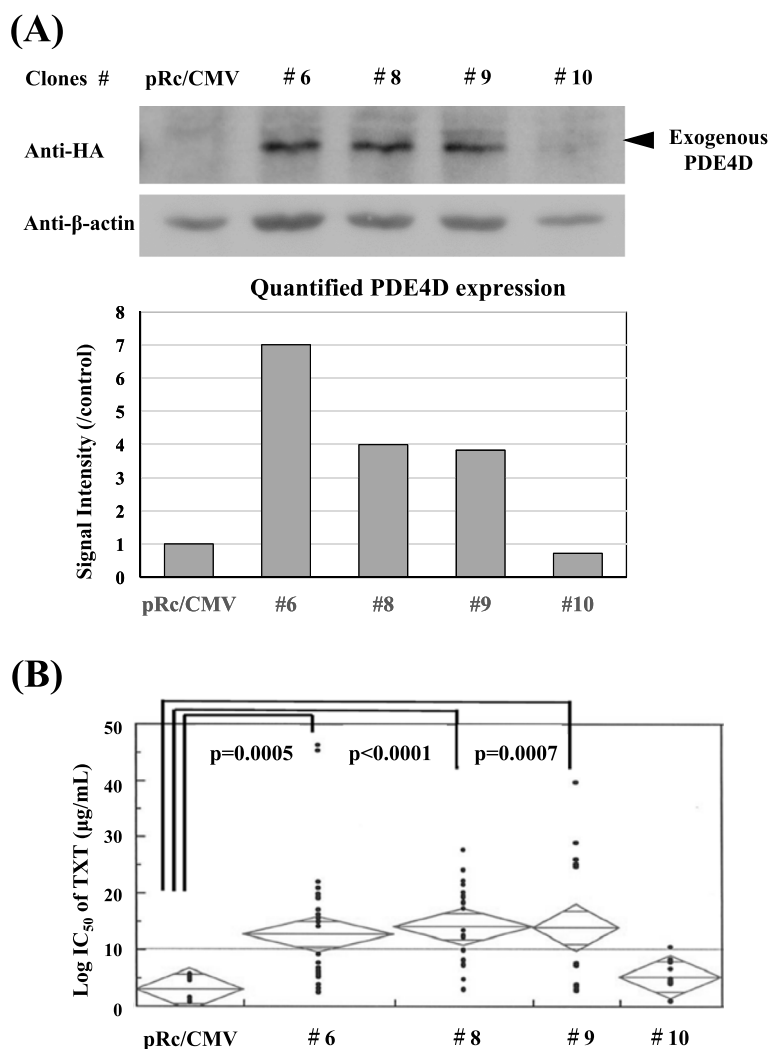 (A)
Clones # pRc/CMV # 6 # 8 # 9 # 10
Anti-HA
Exogenous
PDE4D
Anti-β-actin
Quantified PDE4D expression
Signal Intensity (/control)
8
7
6
5
4
3
2
1
0
pRc/CMV #6 #8 #9 #10
(B)
Log IC50 of TXT (μg/mL)
50
40
30
20
10
0
p=0.0005 p<0.0001 p=0.0007
pRc/CMV # 6 # 8 # 9 # 10